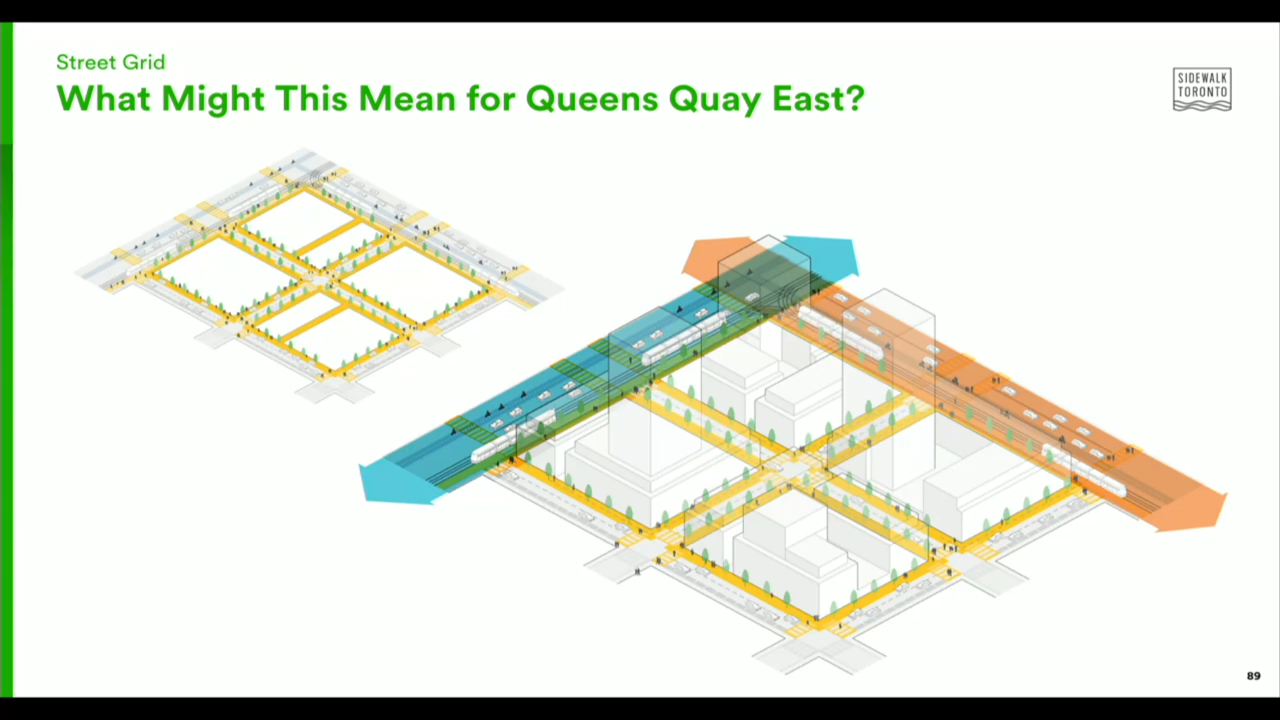 Street Grid
What Might This Mean for Queens Quay East?
SIDEWALK
TORONTO
89